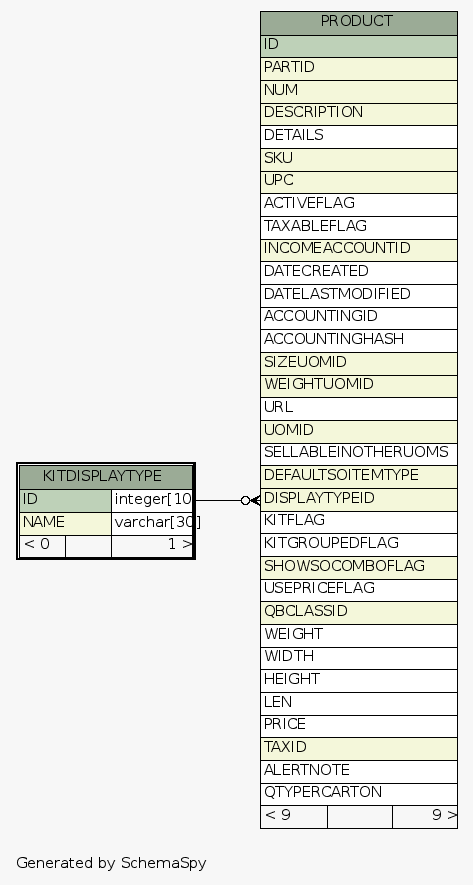 PRODUCT
ID
PARTID
NUM
DESCRIPTION
DETAILS
SKU
UPC
ACTIVEFLAG
TAXABLEFLAG
INCOMEACCOUNTID
DATECREATED
DATELASTMODIFIED
ACCOUNTINGID
ACCOUNTINGHASH
SIZEUOMID
WEIGHTUOMID
URL
UOMID
SELLABLEINOTHERUOMS
DEFAULTSOITEMTYPE
DISPLAYTYPEID
KITFLAG
KITGROUPEDFLAG
SHOWSOCOMBOFLAG
USEPRICEFLAG
QBCLASSID
WEIGHT
WIDTH
HEIGHT
LEN
PRICE
TAXID
ALERTNOTE
QTYPERCARTON
< 9 9 >
KITDISPLAYTYPE
ID integer[10
NAME varchar[30]
< 0 1 >
Generated by SchemaSpy